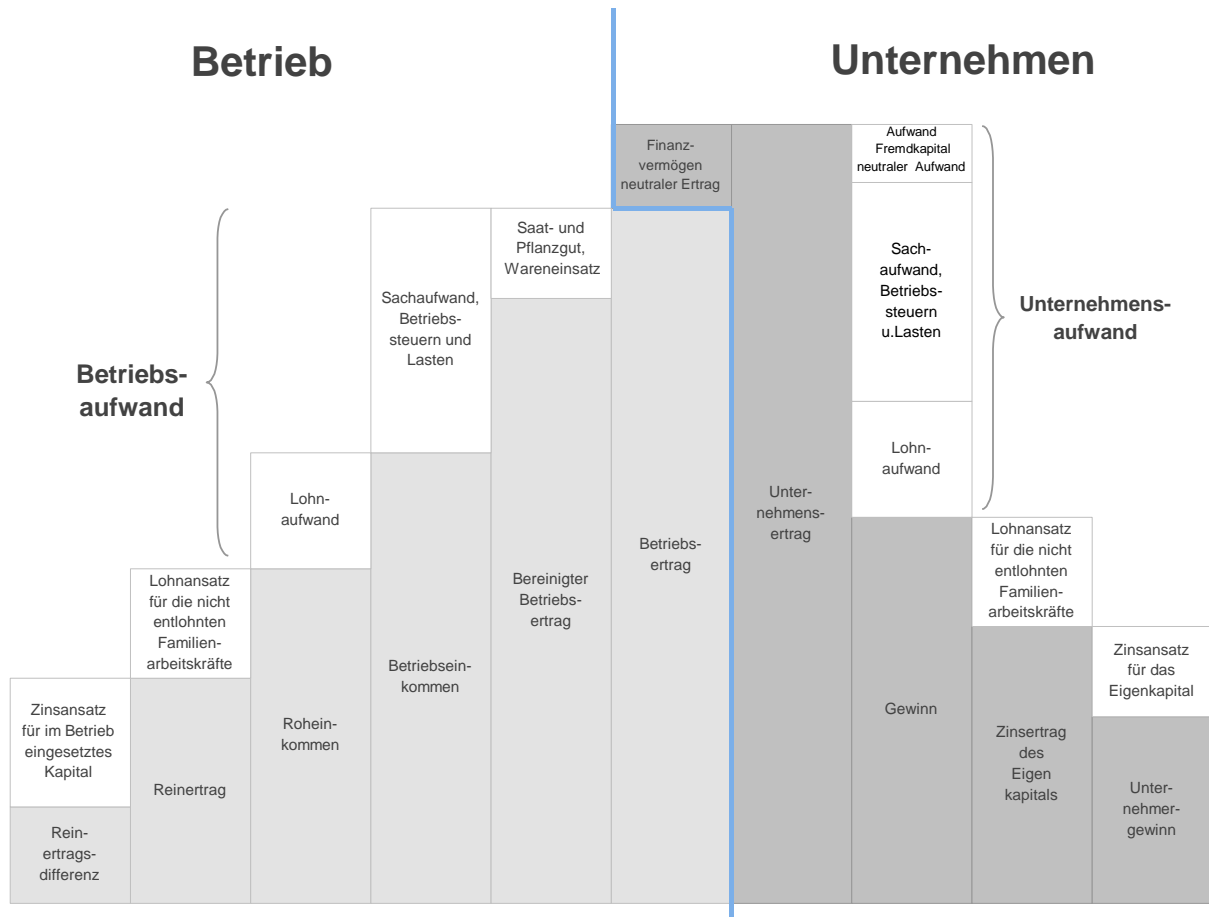 Betrieb
Unternehmen
Finanz-
vermögen
neutraler Ertrag
Aufwand
Fremdkapital
neutraler Aufwand
Saat- und
Pflanzgut,
Wareneinsatz
Sachaufwand,
Betriebs-
steuern und
Lasten
Sach-
aufwand,
Betriebs-
steuern
u.Lasten
Unternehmens-
aufwand
Betriebs-
aufwand
Lohn-
aufwand
Lohn-
aufwand
Unter-
nehmens-
ertrag
Betriebs-
ertrag
Lohnansatz
für die nicht
entlohnten
Familien-
arbeitskräfte
Lohnansatz
für die nicht
entlohnten
Familien-
arbeitskräfte
Bereinigter
Betriebs-
ertrag
Betriebsein-
kommen
Zinsansatz
für das
Eigenkapital
Zinsansatz
für im Betrieb
eingesetztes
Kapital
Gewinn
Rohein-
kommen
Zinsertrag
des
Eigen
kapitals
Reinertrag
Unter-
nehmer-
gewinn
Rein-
ertrags-
differenz